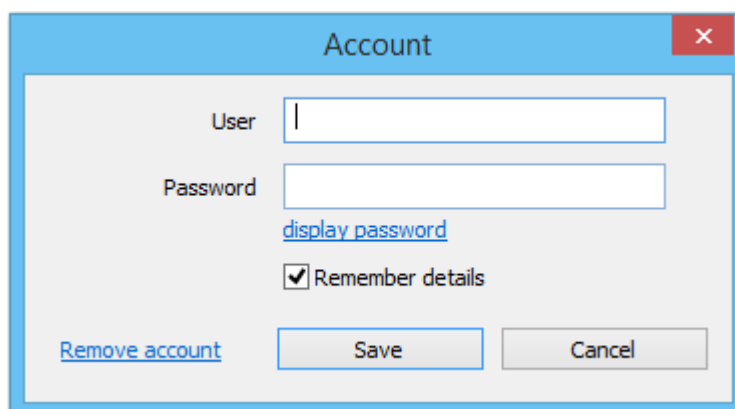 Account
User
Password
display password
Remember details
Remove account Save Cancel